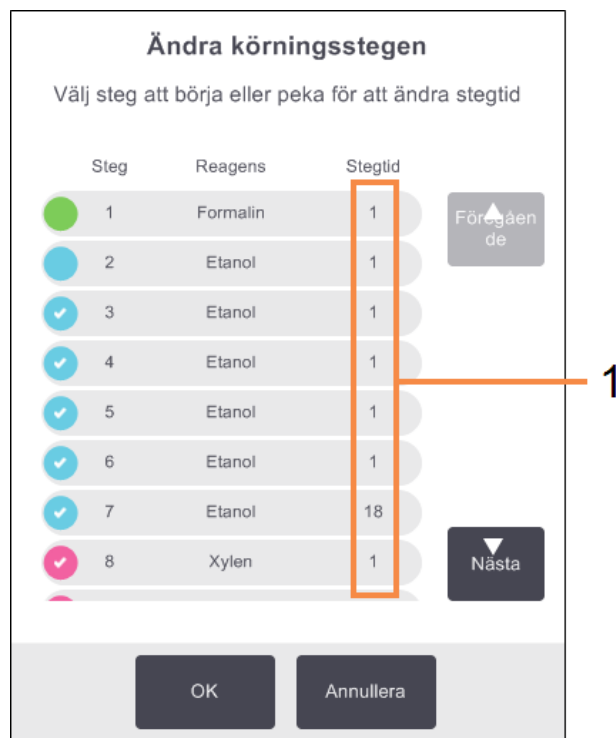 Ändra körningsstegen
Välj steg att börja eller peka för att ändra stegtid
Steg Reagens Stegtid
1 Formalin 1
2 Etanol 1
3 Etanol 1
4 Etanol 1
5 Etanol 1
6 Etanol 1
7 Etanol 18
8 Xylen 1
Föregåen
de
1
Nästa
OK Annullera